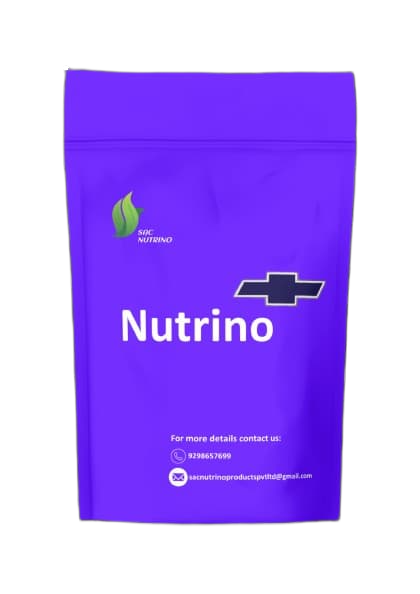 SAC
NUTRINO
Nutrino
For more details contact us:
9298657699
sacnutrinoproductspvtltd@gmail.com